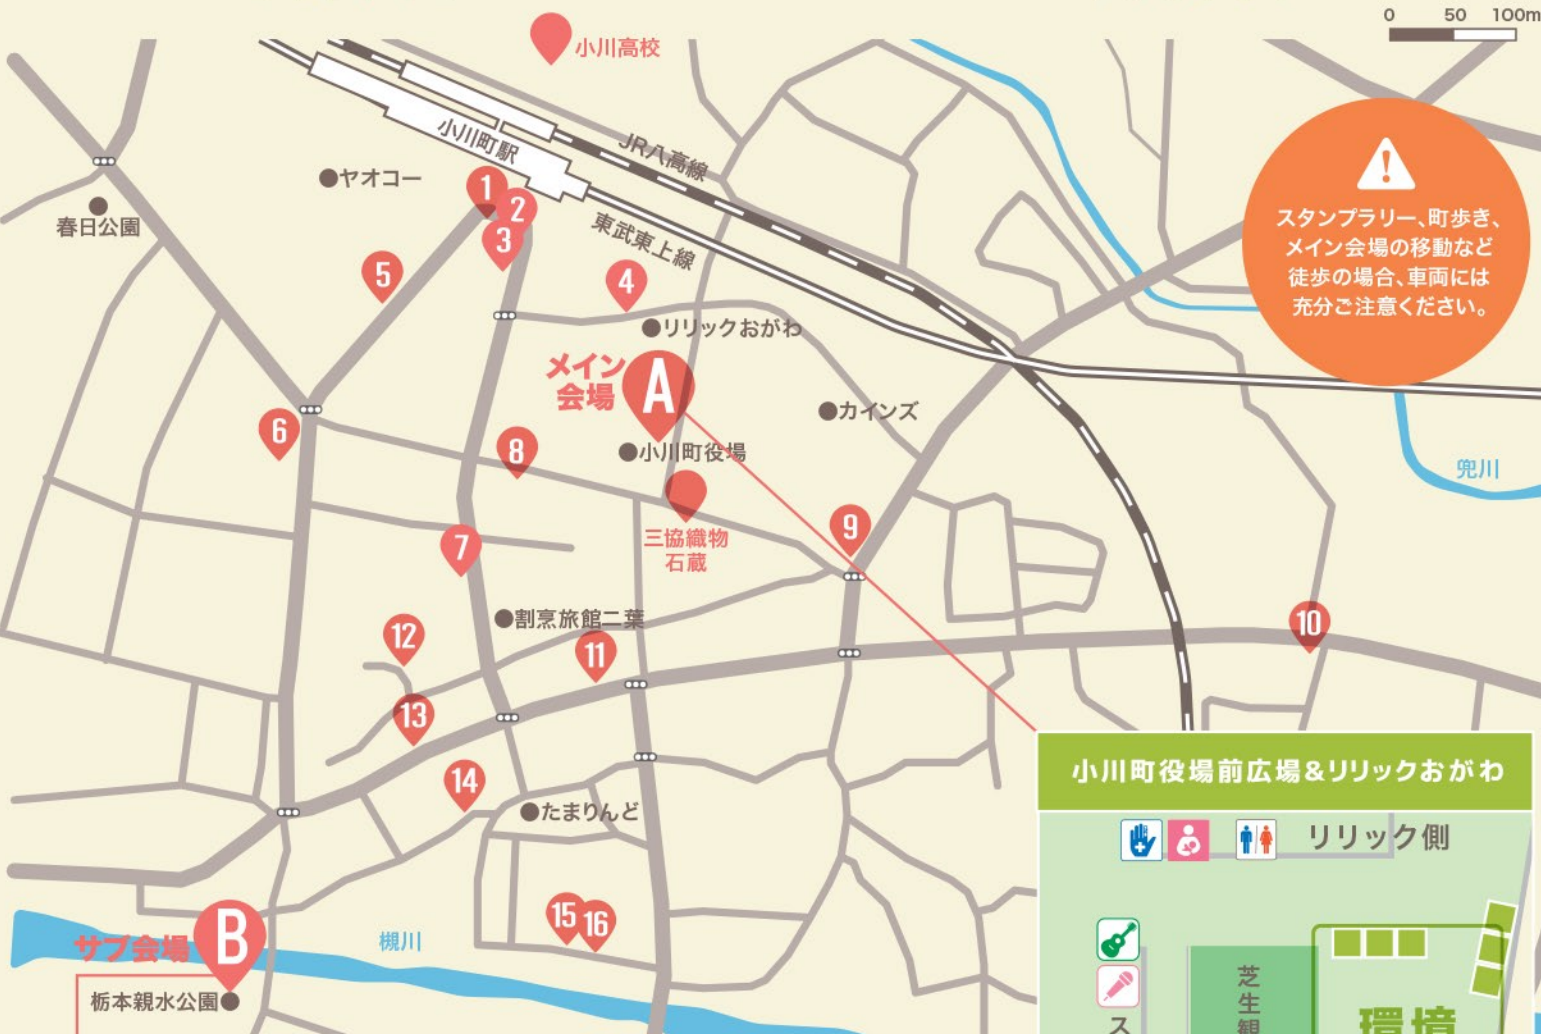 0 50 100m
小川高校
小川町駅
JR八高線
ヤオコー
春日公園
1
2
3
東武東上線
スタンプラリー、町歩き、
メイン会場の移動など
徒歩の場合、車両には
充分ご注意ください。
5
4
リリックおがわ
メイン
会場
A
カインズ
6
8
小川町役場
兜川
三協織物
石蔵
9
7
割烹旅館二葉
12
11
10
13
14
たまりんど
小川町役場前広場&リリックおがわ
リリック側
15
16
B
サブ会場
槻川
栃本親水公園
芝生観
ス
環境